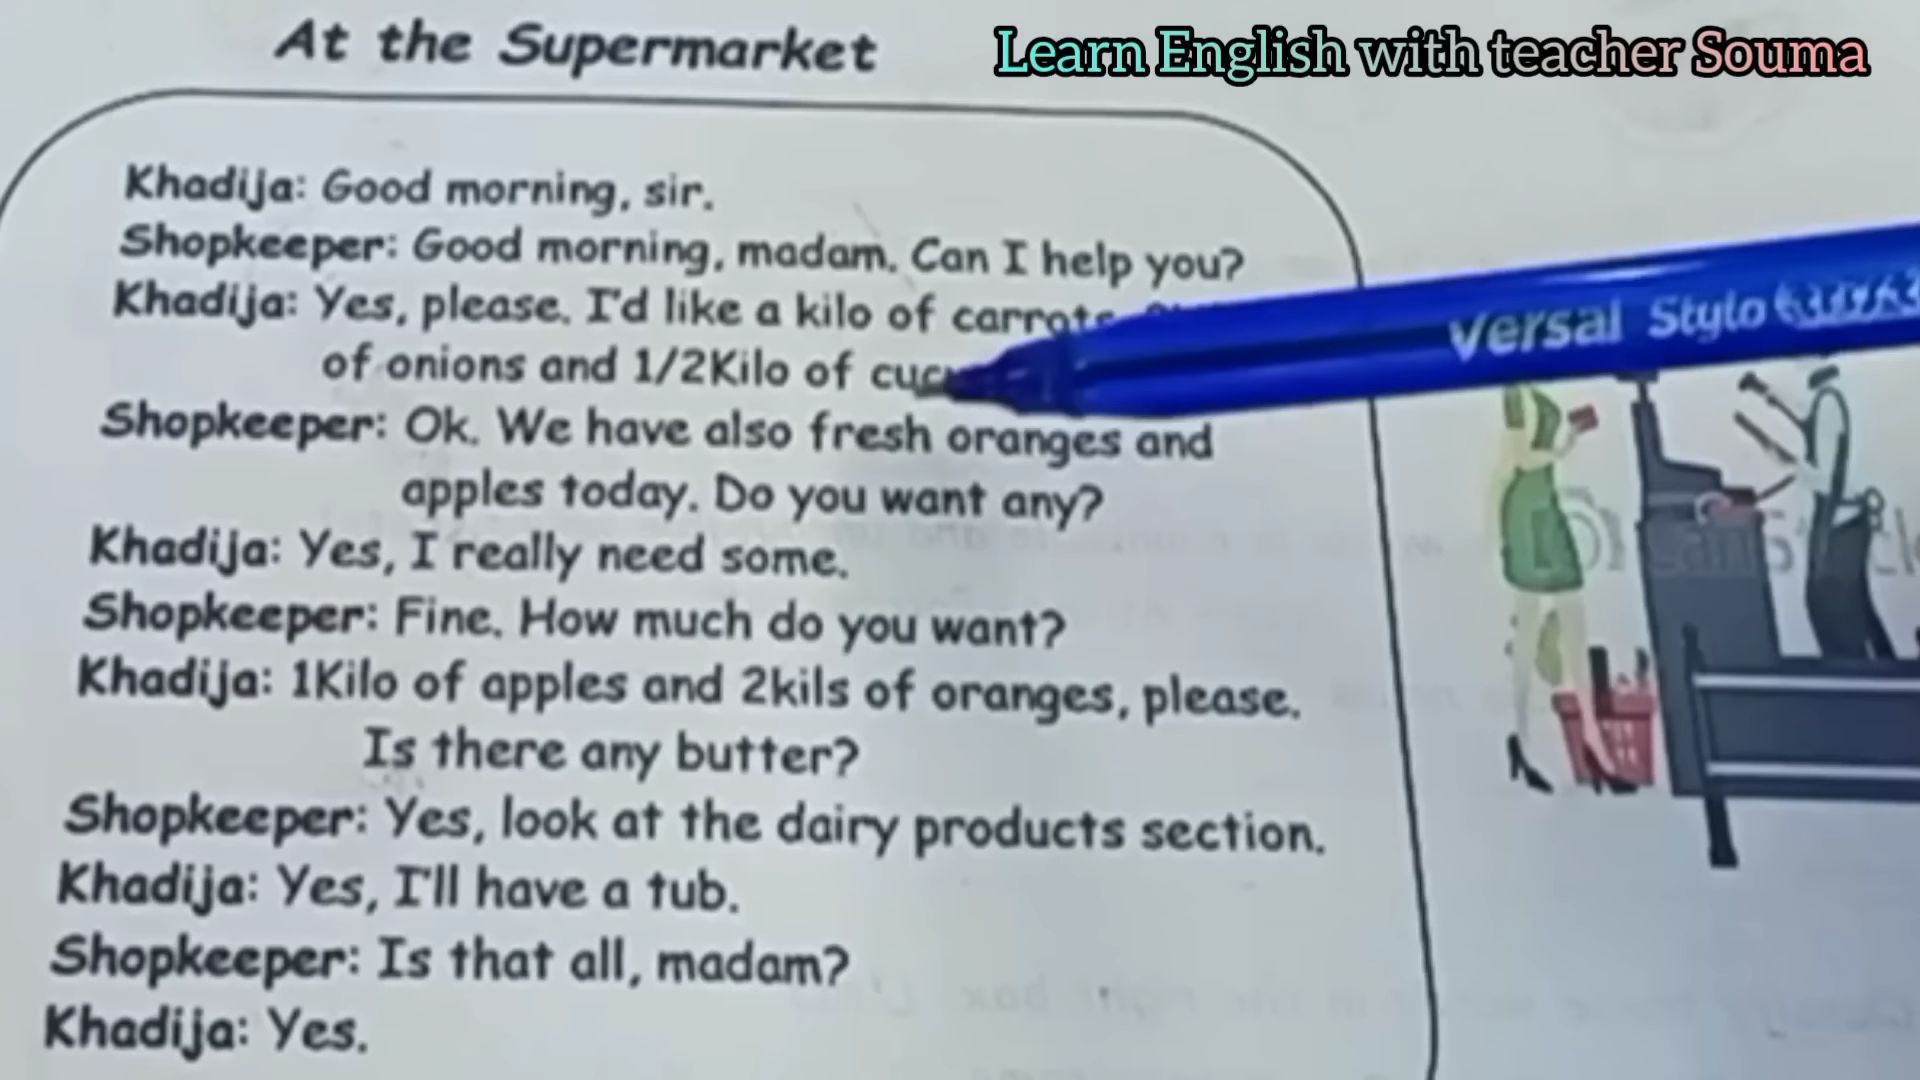 At the Supermarket
Learn English with teacher Souma
Khadija: Good morning, sir.
Shopkeeper: Good morning, madam. Can I help you?
Khadija: Yes, please. I'd like a kilo of carrots
of onions and 1/2Kilo of
Shopkeeper: Ok. We have also fresh oranges and
apples today. Do you want any?
Khadija: Yes, I really need some.
Shopkeeper: Fine. How much do you want?
Khadija: 1Kilo of apples and 2kils of oranges, please.
Is there any butter?
Shopkeeper: Yes, look at the dairy products section.
Khadija: Yes, I'll have a tub.
Shopkeeper: Is that all, madam?
Khadija: Yes.
versal Stylo